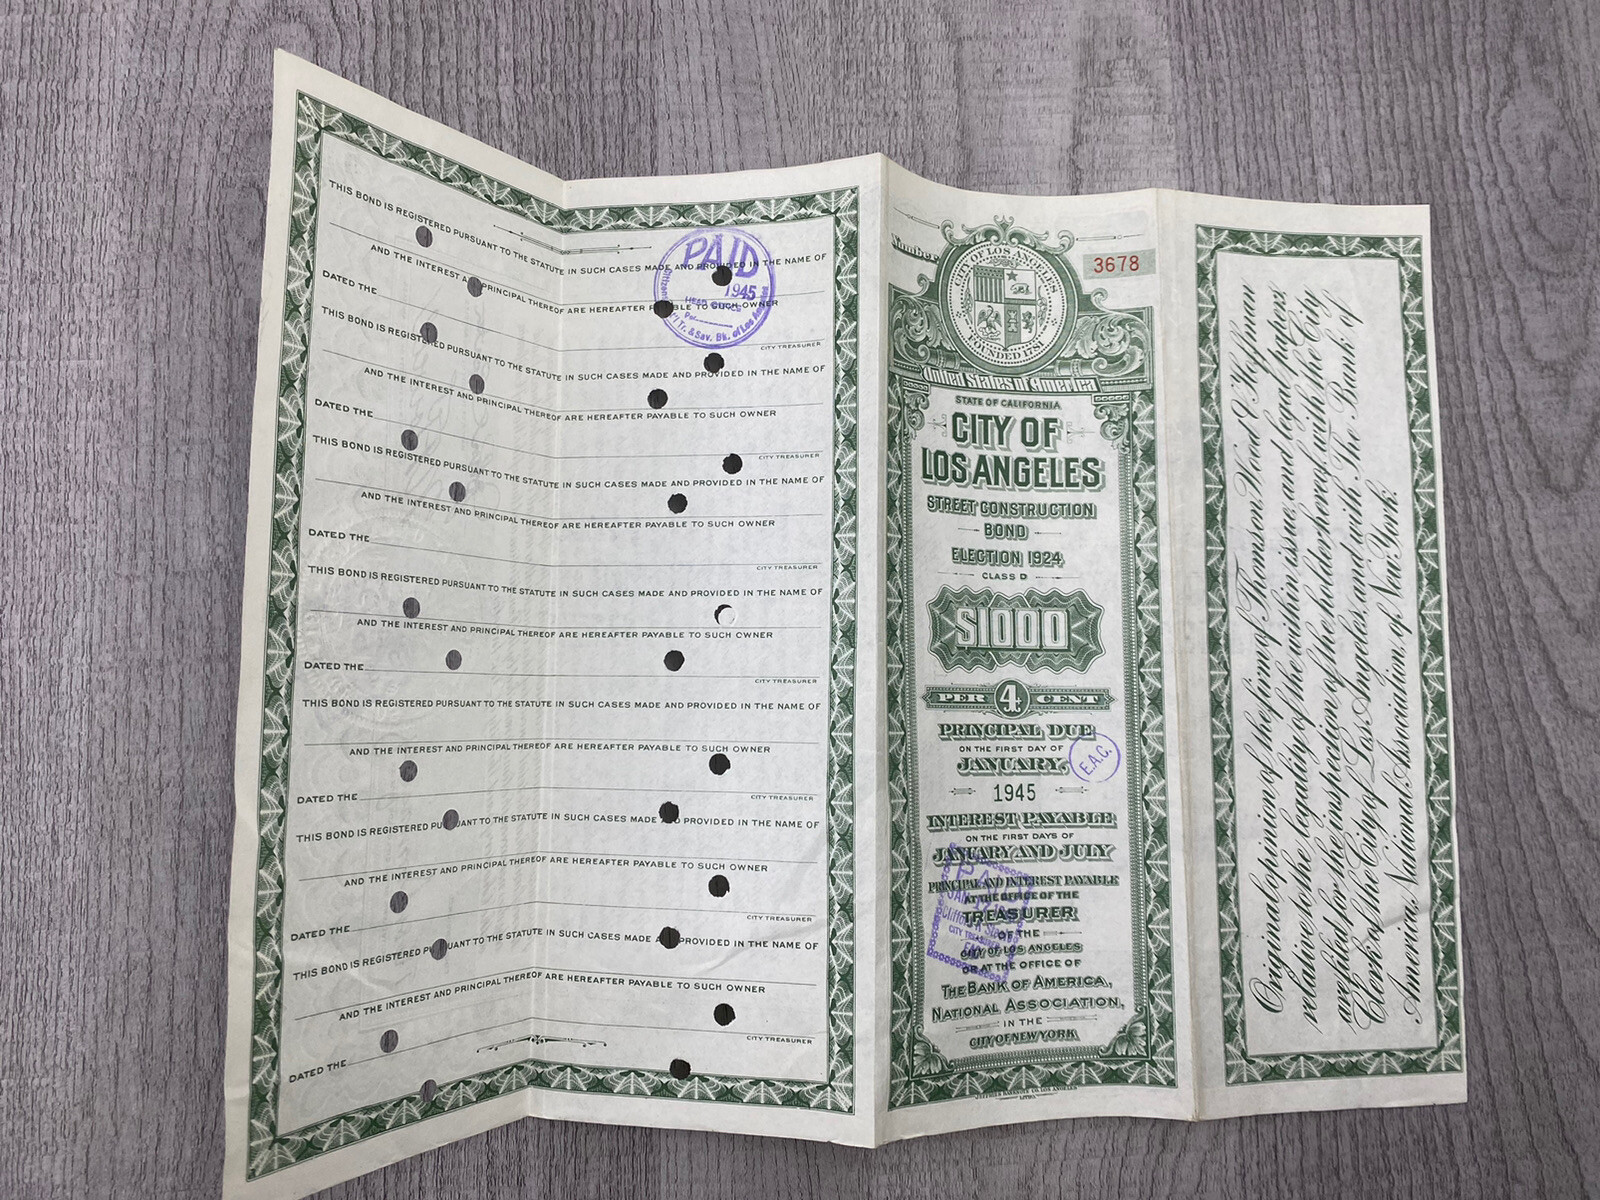 THIS BOND IS REGISTERED PURSUANT TO THE STATUTE IN SUCH CASES MADE AND PROVIDED IN THE NAME OF
AND THE INTEREST AND PRINCIPAL THEREOF ARE HEREAFTER PAYABLE TO SUCH OWNER
DATED THE
CITY TREASURER
THIS BOND IS REGISTERED PURSUANT TO THE STATUTE IN SUCH CASES MADE AND PROVIDED IN THE NAME OF
AND THE INTEREST AND PRINCIPAL THEREOF ARE HEREAFTER PAYABLE TO SUCH OWNER
DATED THE
CITY TREASURER
THIS BOND IS REGISTERED PURSUANT TO THE STATUTE IN SUCH CASES MADE AND PROVIDED IN THE NAME OF
AND THE INTEREST AND PRINCIPAL THEREOF ARE HEREAFTER PAYABLE TO SUCH OWNER
DATED THE
CITY TREASURER
THIS BOND IS REGISTERED PURSUANT TO THE STATUTE IN SUCH CASES MADE AND PROVIDED IN THE NAME OF
AND THE INTEREST AND PRINCIPAL THEREOF ARE HEREAFTER PAYABLE TO SUCH OWNER
DATED THE
CITY TREASURER
THIS BOND IS REGISTERED PURSUANT TO THE STATUTE IN SUCH CASES MADE AND PROVIDED IN THE NAME OF
AND THE INTEREST AND PRINCIPAL THEREOF ARE HEREAFTER PAYABLE TO SUCH OWNER
DATED THE
CITY TREASURER
THIS BOND IS REGISTERED PURSUANT TO THE STATUTE IN SUCH CASES MADE AND PROVIDED IN THE NAME OF
AND THE INTEREST AND PRINCIPAL THEREOF ARE HEREAFTER PAYABLE TO SUCH OWNER
DATED THE
CITY TREASURER
THIS BOND IS REGISTERED PURSUANT TO THE STATUTE IN SUCH CASES MADE AND PROVIDED IN THE NAME OF
AND THE INTEREST AND PRINCIPAL THEREOF ARE HEREAFTER PAYABLE TO SUCH OWNER
DATED THE
CITY TREASURER
PAID
1945
HEAD OFFICE
Citizens Nat'l Tr. & Sav. Bk. of Los Angeles
Number
3678
CITY OF LOS ANGELES
FOUNDED 1781
United States of America
STATE OF CALIFORNIA
CITY OF
LOS ANGELES
STREET CONSTRUCTION
BOND
ELECTION 1924
CLASS D
$1000
4 PER CENT
PRINCIPAL DUE
ON THE FIRST DAY OF
JANUARY,
1945
E.A.C.
INTEREST PAYABLE
ON THE FIRST DAYS OF
JANUARY AND JULY
PRINCIPAL AND INTEREST PAYABLE
AT THE OFFICE OF THE
TREASURER
OF THE
CITY OF LOS ANGELES
OR AT THE OFFICE OF
THE BANK OF AMERICA,
NATIONAL ASSOCIATION,
IN THE
CITY OF NEW YORK
PAID
CITY TREASURER
Original opinion of the firm of Thomson, Wood & Hoffman
relative to the legality of the within issue, and legal papers
are filed for the inspection of the holder hereof, with the City
Clerk of the City of Los Angeles, and with The Bank of
America, National Association, of New York.